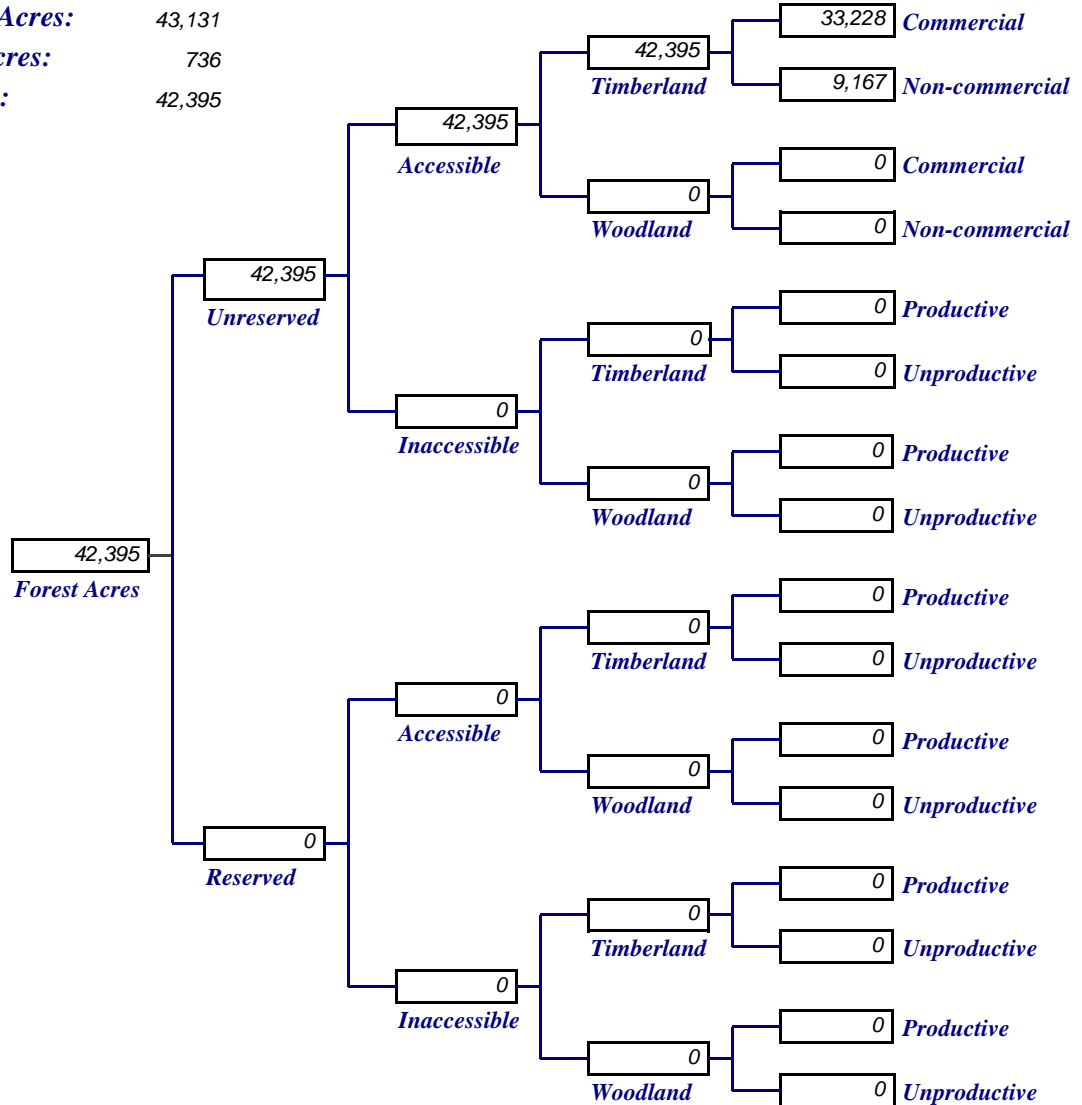 Acres: 43,131
cres: 736
: 42,395
33,228 Commercial
42,395
Timberland
9,167 Non-commercial
42,395
Accessible
0 Commercial
0
Woodland
0 Non-commercial
42,395
Unreserved
0 Productive
0
Timberland
0 Unproductive
0
Inaccessible
0 Productive
0
Woodland
0 Unproductive
42,395
Forest Acres
0 Productive
0
Timberland
0 Unproductive
0
Accessible
0 Productive
0
Woodland
0 Unproductive
0
Reserved
0 Productive
0
Timberland
0 Unproductive
0
Inaccessible
0 Productive
0
Woodland
0 Unproductive